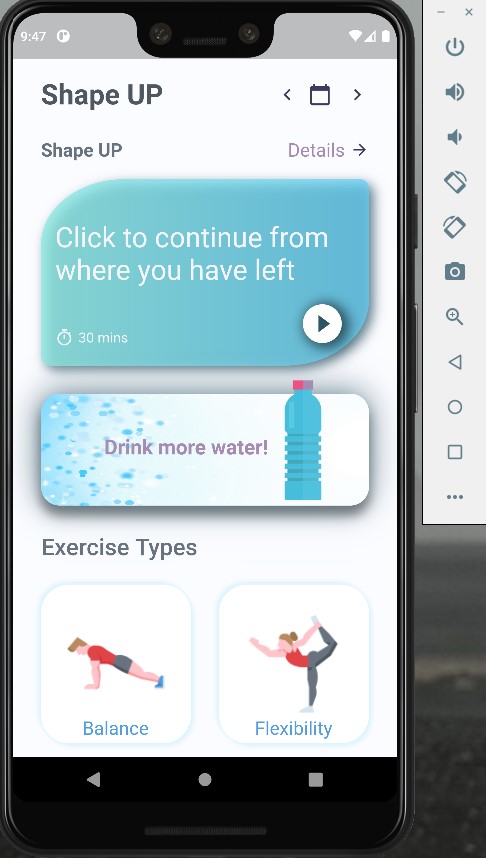 9:47
Shape UP
Shape UP
Details
Click to continue from
where you have left
30 mins
Drink more water!
Exercise Types
Balance
Flexibility